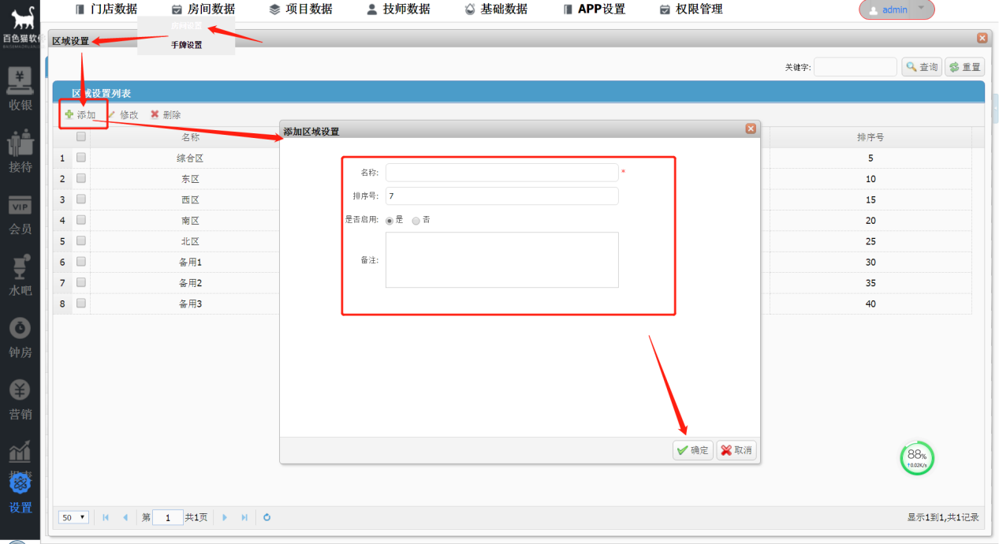 门店数据 房间数据 项目数据 技师数据 基础数据 APP设置 权限管理 admin
房间设置
手牌设置
百色猫软件
收银
接待
VIP
会员
水吧
钟房
营销
报表
设置
区域设置
关键字: 查询 重置
区域设置列表
添加 修改 删除
名称 排序号
1 综合区 5
2 东区 10
3 西区 15
4 南区 20
5 北区 25
6 备用1 30
7 备用2 35
8 备用3 40
添加区域设置
名称: *
排序号: 7
是否启用: 是 否
备注:
确定 取消
88%
↑0.02K/s
50 第 1 共1页 显示1到1,共1记录